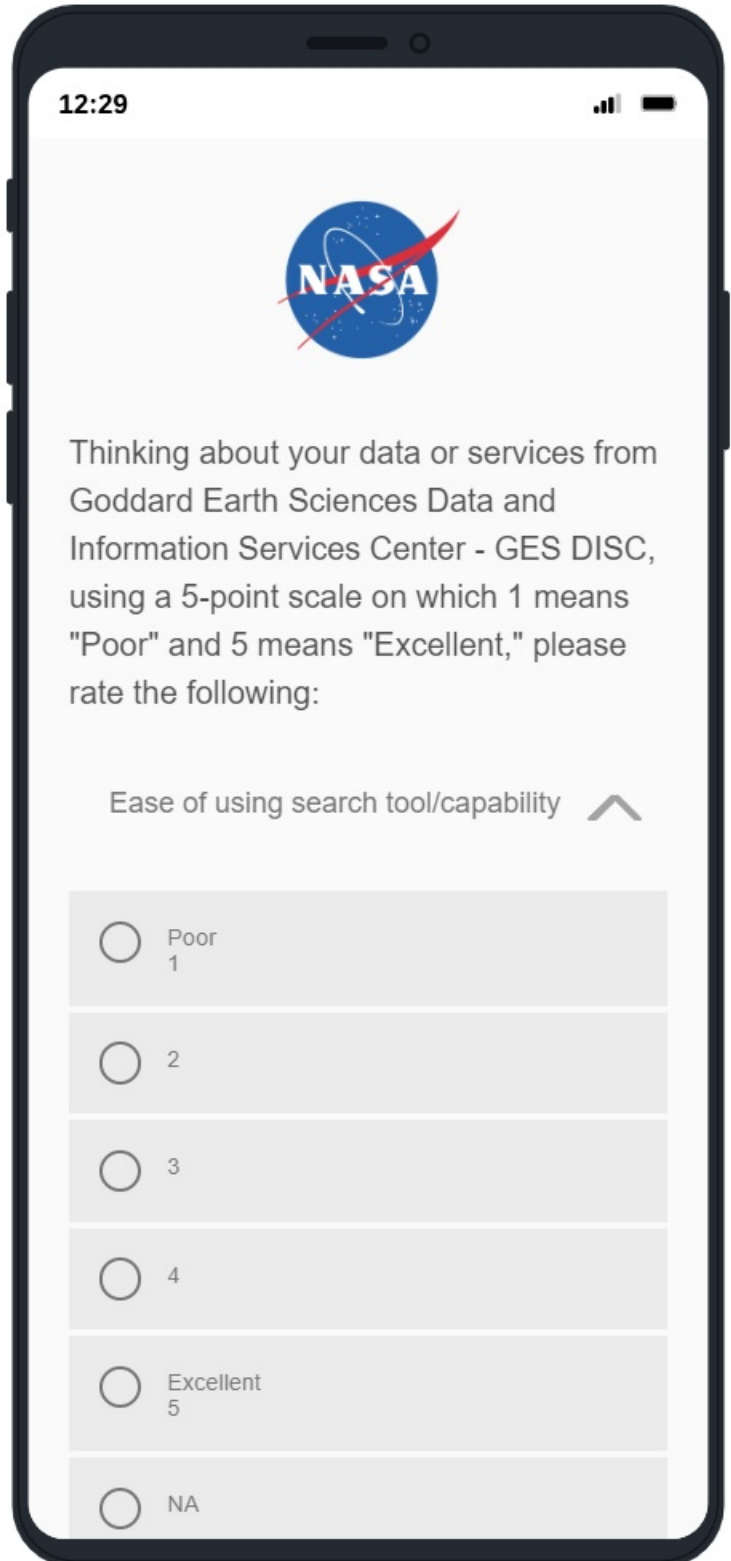 12:29
NASA
Thinking about your data or services from
Goddard Earth Sciences Data and
Information Services Center - GES DISC,
using a 5-point scale on which 1 means
"Poor" and 5 means "Excellent," please
rate the following:
Ease of using search tool/capability
Poor
1
2
3
4
Excellent
5
NA